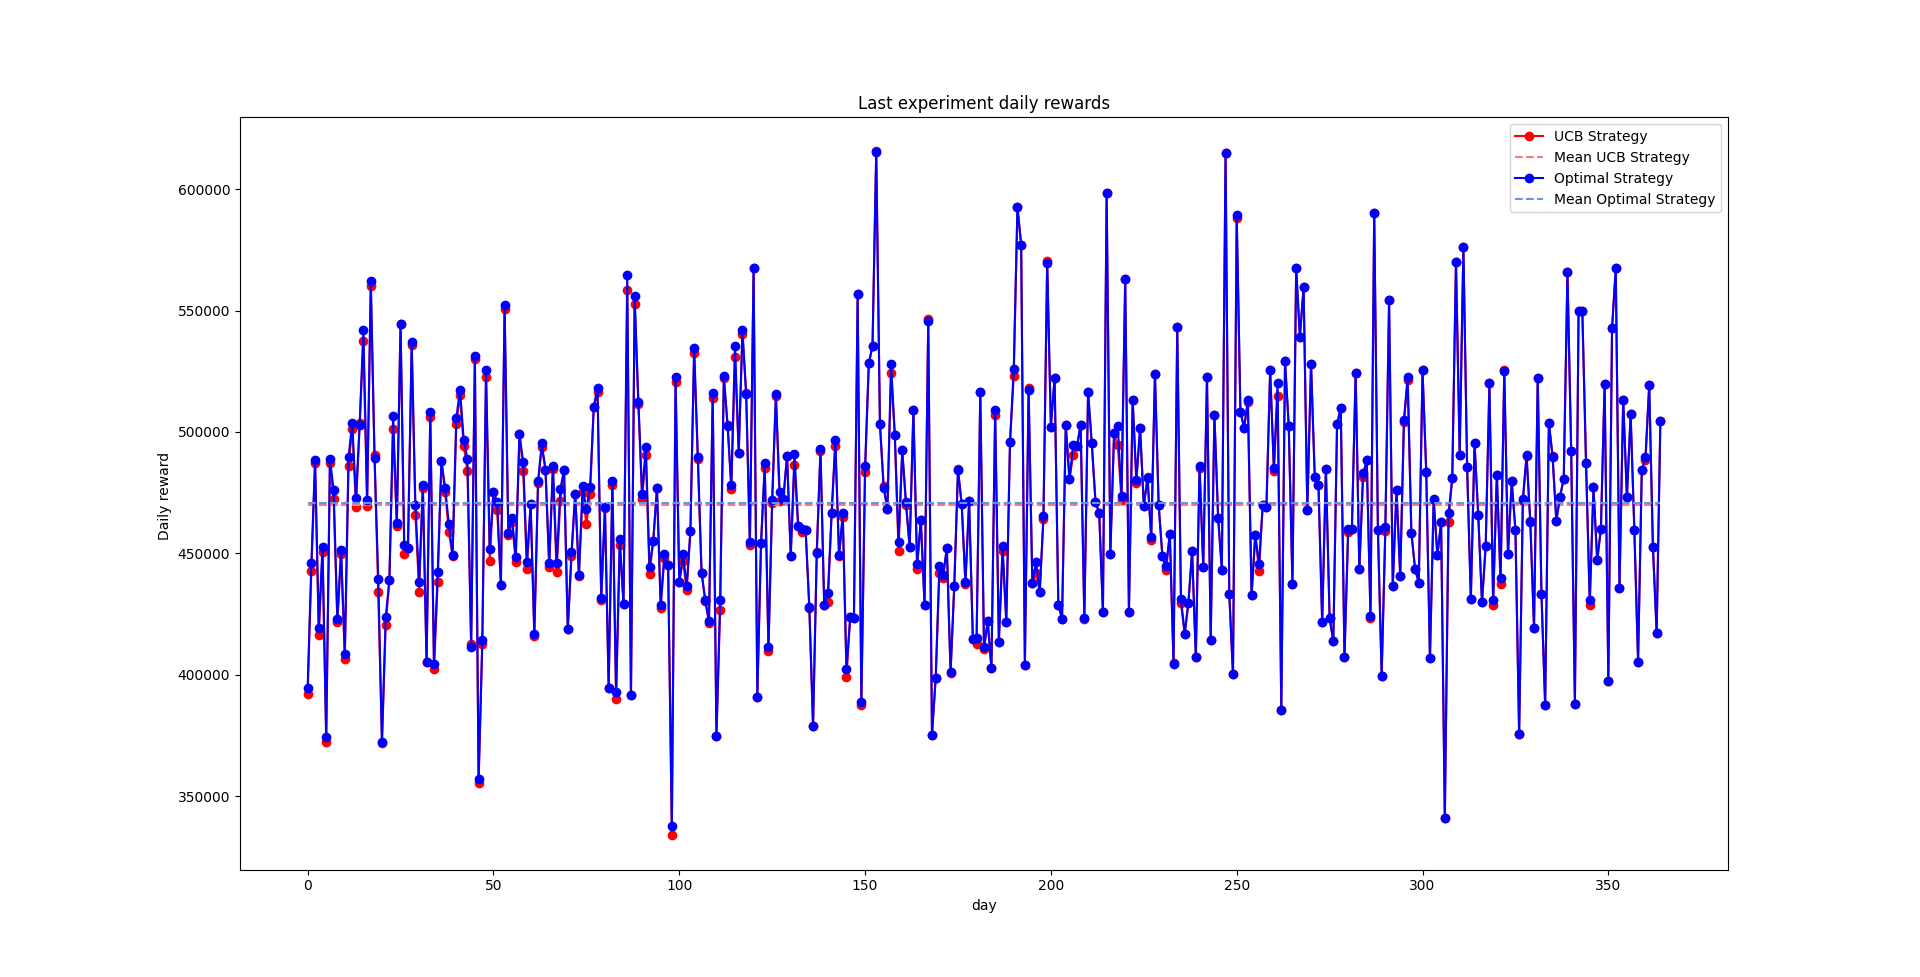 Last experiment daily rewards
UCB Strategy
Mean UCB Strategy
Optimal Strategy
Mean Optimal Strategy
600000
550000
500000
450000
400000
350000
Daily reward
0 50 100 150 200 250 300 350
day